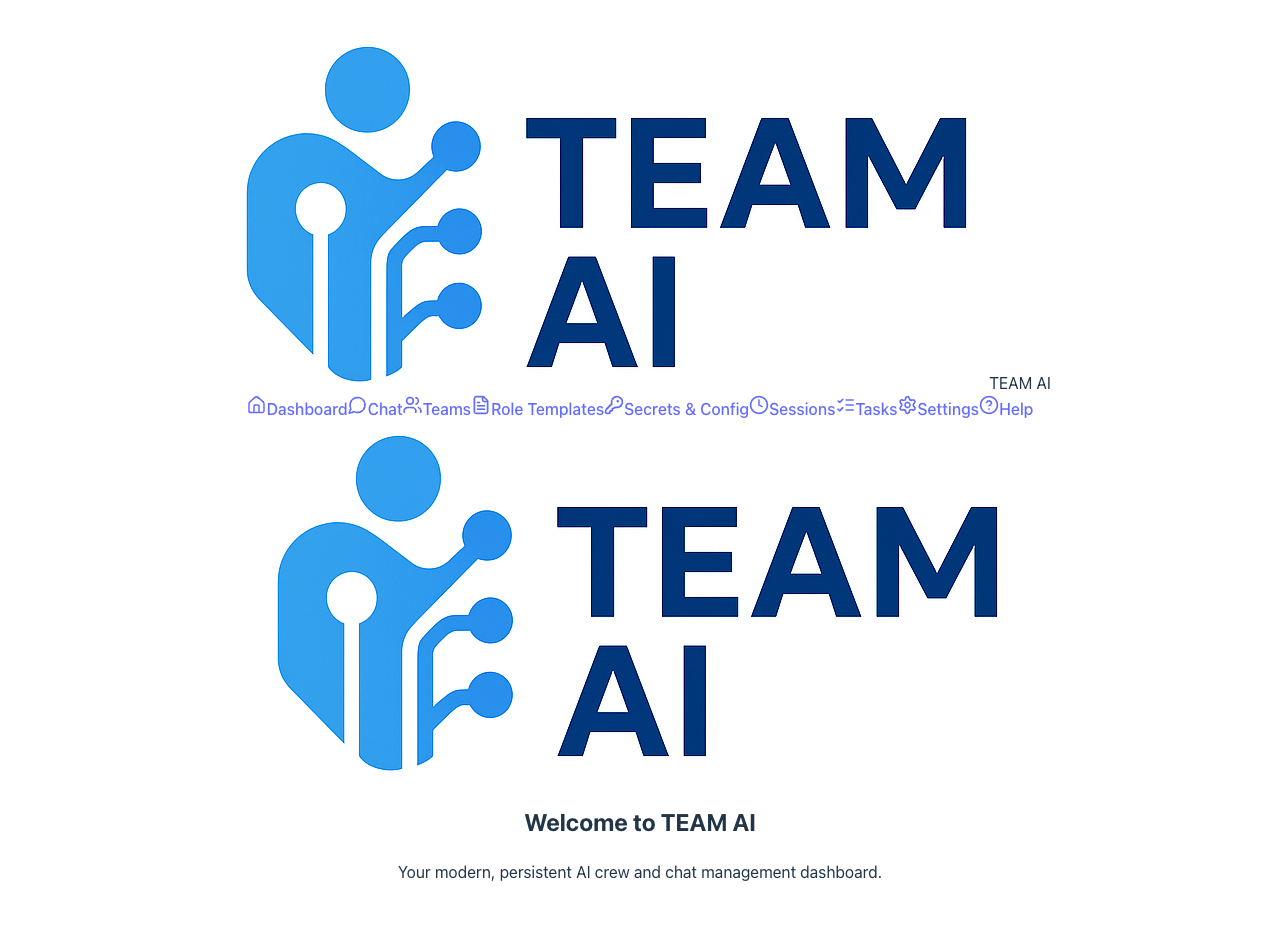 TEAM
AI
TEAM AI
Dashboard Chat Teams Role Templates Secrets & Config Sessions Tasks Settings Help
TEAM
AI
Welcome to TEAM AI
Your modern, persistent AI crew and chat management dashboard.